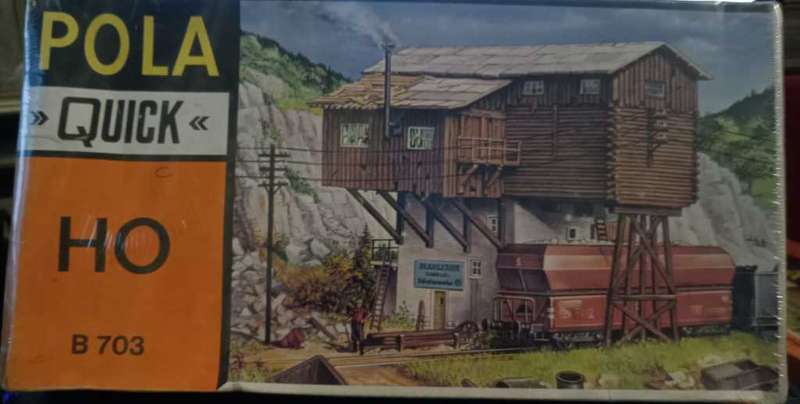 POLA
» QUICK «
HO
B 703